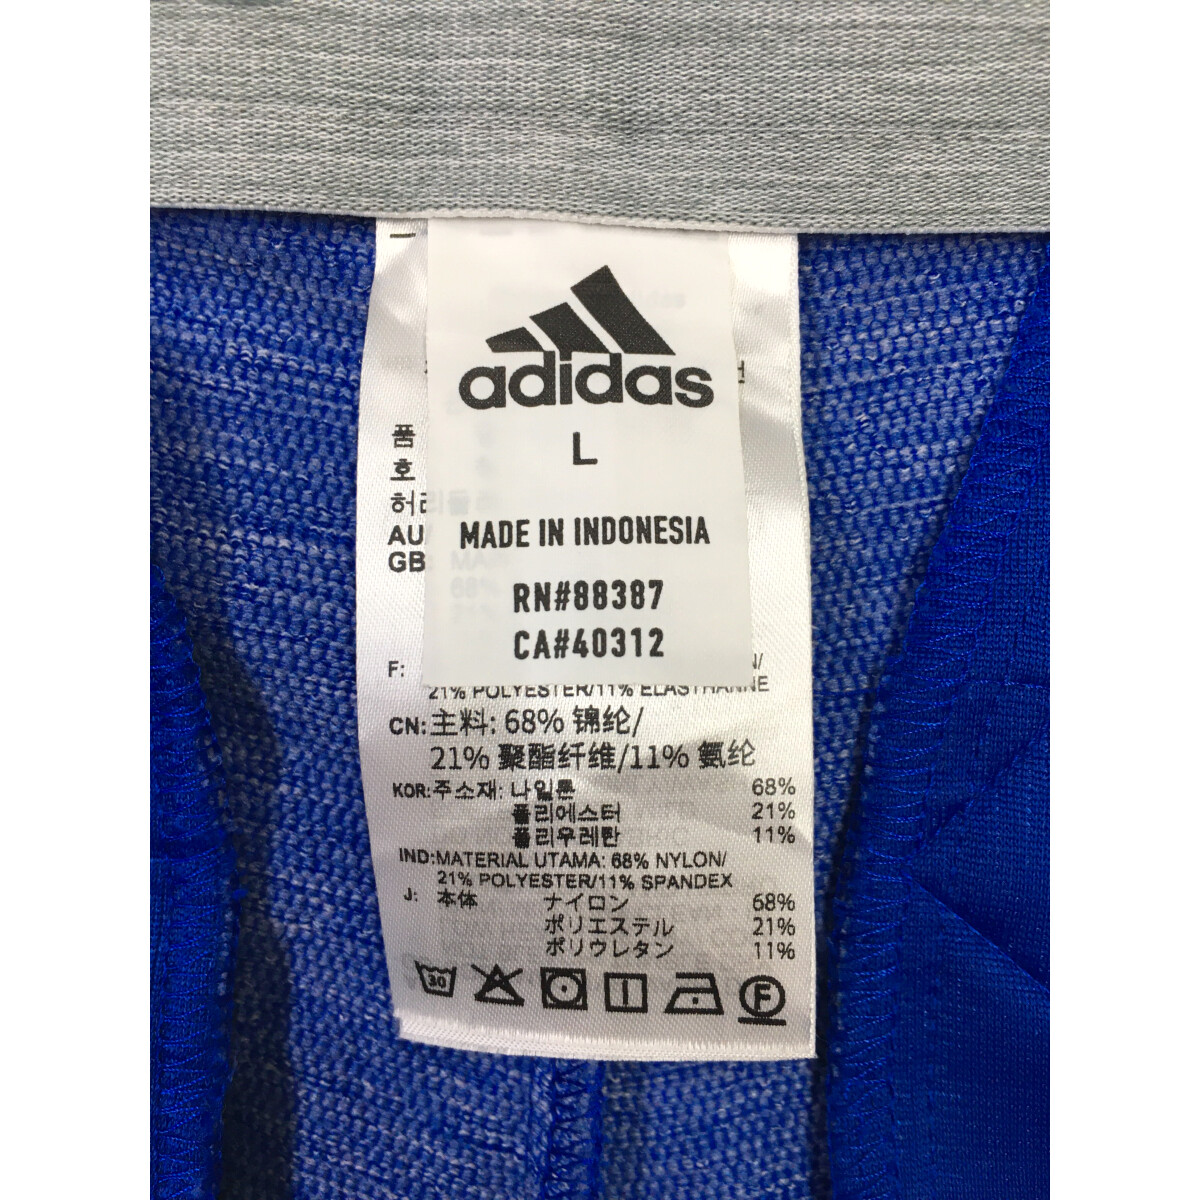 adidas
L
MADE IN INDONESIA
RN#88387
CA#40312
품
호
허리
AU/
GB:
F:
21% POLYESTER/11% ELASTHANNE
CN: 主料: 68% 锦纶/
21% 聚酯纤维/11% 氨纶
KOR: 주소재: 나일론 68%
폴리에스터 21%
폴리우레탄 11%
IND: MATERIAL UTAMA: 68% NYLON/
21% POLYESTER/11% SPANDEX
J: 本体 ナイロン 68%
ポリエステル 21%
ポリウレタン 11%
30 F